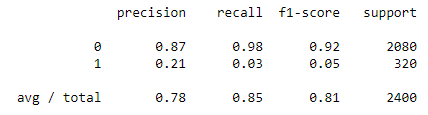 precision recall f1-score support
0 0.87 0.98 0.92 2080
1 0.21 0.03 0.05 320
avg / total 0.78 0.85 0.81 2400